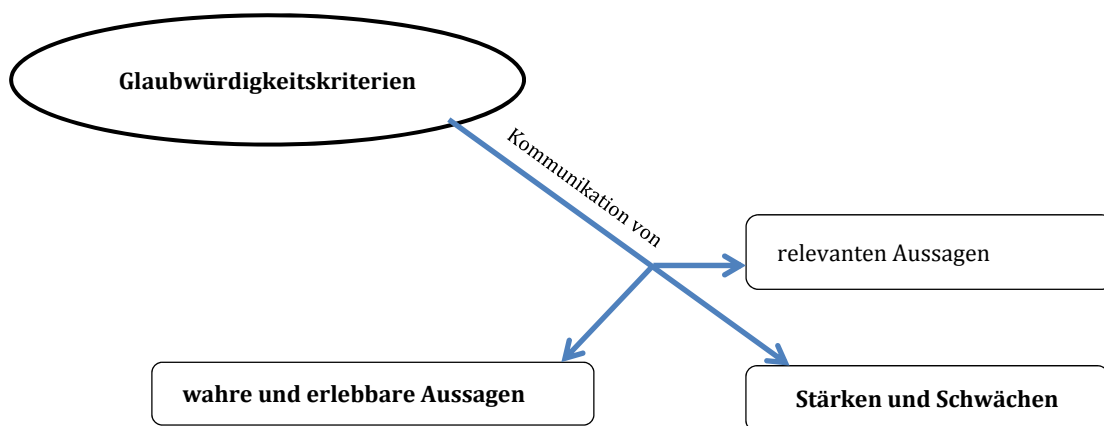 Glaubwürdigkeitskriterien
Kommunikation von
relevanten Aussagen
wahre und erlebbare Aussagen
Stärken und Schwächen